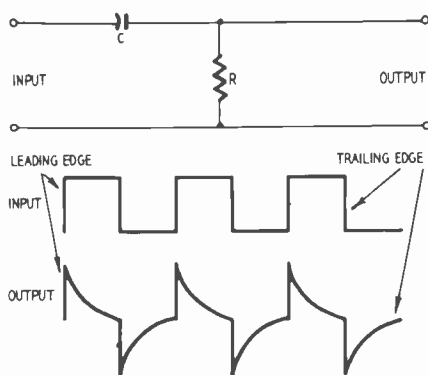 C
INPUT
R
OUTPUT
LEADING EDGE
TRAILING EDGE
INPUT
OUTPUT